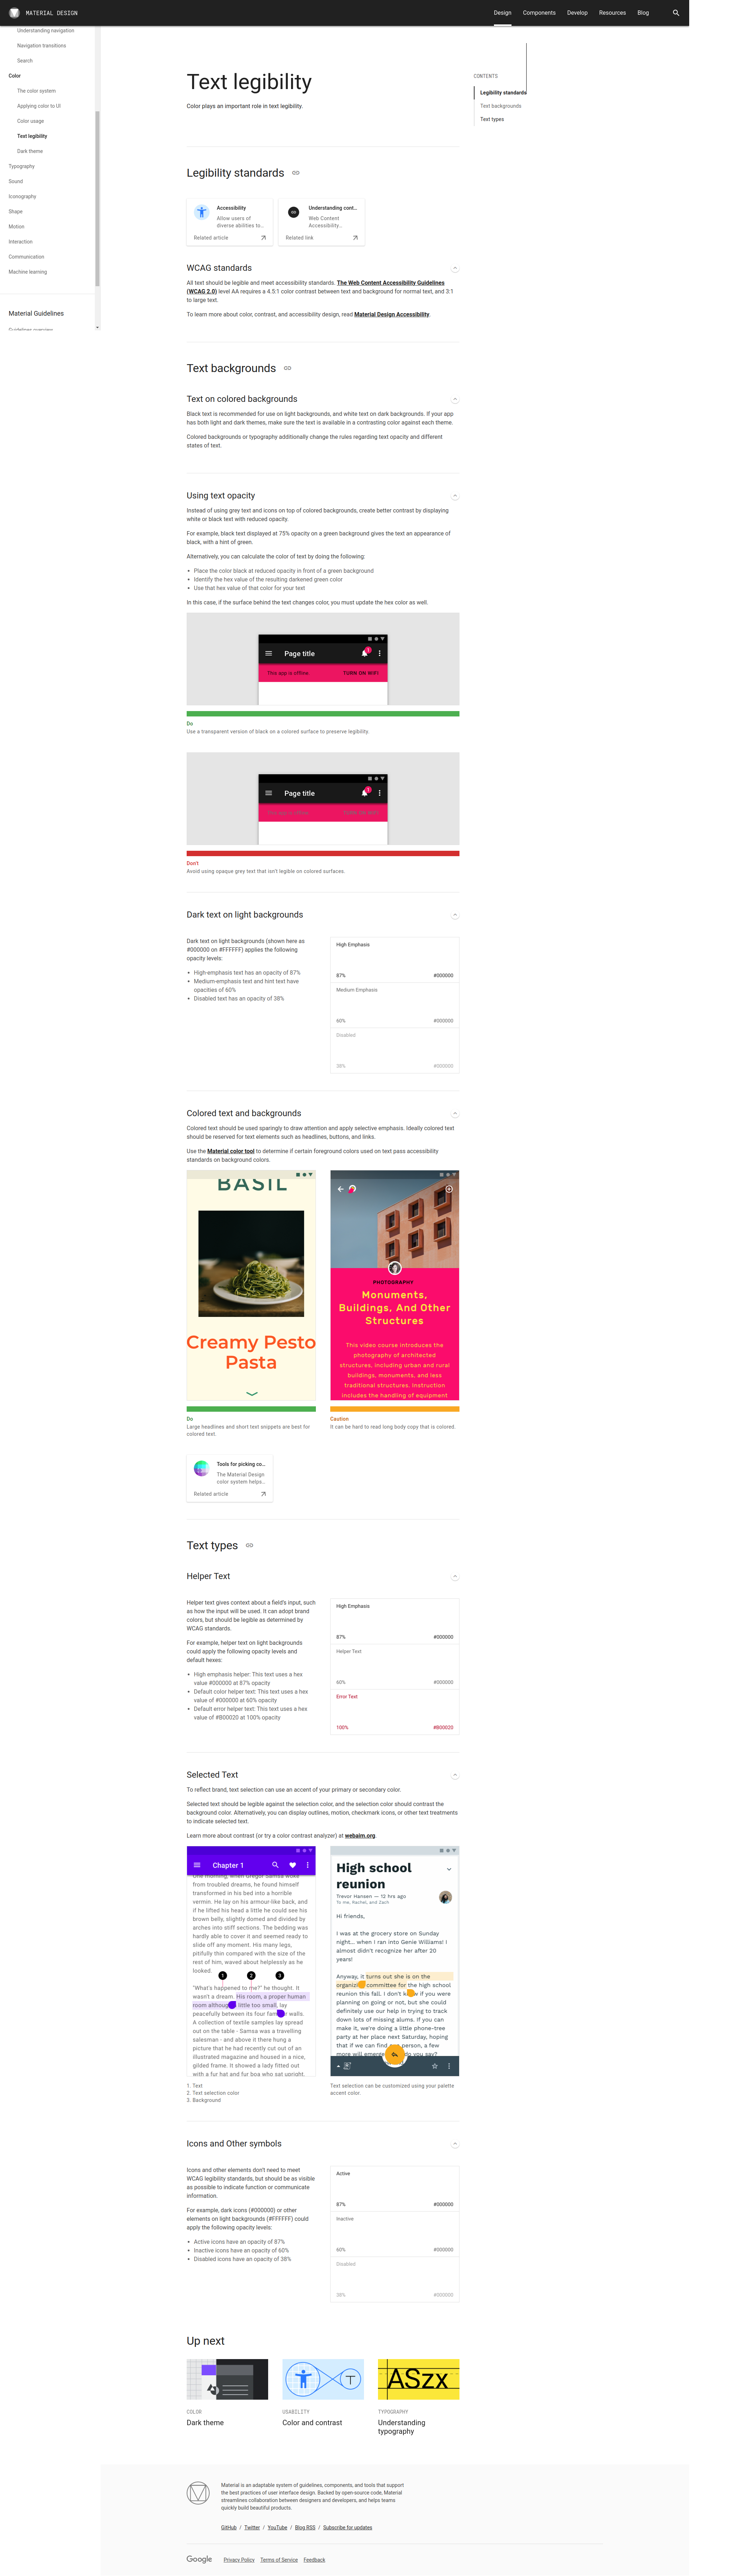 MATERIAL DESIGN
Design
Components
Develop
Resources
Blog
Understanding navigation
Navigation transitions
Search
Color
The color system
Applying color to UI
Color usage
Text legibility
Dark theme
Typography
Sound
Iconography
Shape
Motion
Interaction
Communication
Machine learning
Material Guidelines
Guidelines overview
CONTENTS
Legibility standards
Text backgrounds
Text types
Text legibility
Color plays an important role in text legibility.
Legibility standards
Accessibility
Allow users of
diverse abilities to…
Related article
Understanding cont…
Web Content
Accessibility…
Related link
WCAG standards
All text should be legible and meet accessibility standards. The Web Content Accessibility Guidelines
(WCAG 2.0) level AA requires a 4.5:1 color contrast between text and background for normal text, and 3:1
to large text.
To learn more about color, contrast, and accessibility design, read Material Design Accessibility.
Text backgrounds
Text on colored backgrounds
Black text is recommended for use on light backgrounds, and white text on dark backgrounds. If your app
has both light and dark themes, make sure the text is available in a contrasting color against each theme.
Colored backgrounds or typography additionally change the rules regarding text opacity and different
states of text.
Using text opacity
Instead of using grey text and icons on top of colored backgrounds, create better contrast by displaying
white or black text with reduced opacity.
For example, black text displayed at 75% opacity on a green background gives the text an appearance of
black, with a hint of green.
Alternatively, you can calculate the color of text by doing the following:
• Place the color black at reduced opacity in front of a green background
• Identify the hex value of the resulting darkened green color
• Use that hex value of that color for your text
In this case, if the surface behind the text changes color, you must update the hex color as well.
Page title
1
This app is offline.
TURN ON WIFI
Do
Use a transparent version of black on a colored surface to preserve legibility.
Page title
1
Don't
Avoid using opaque grey text that isn't legible on colored surfaces.
Dark text on light backgrounds
Dark text on light backgrounds (shown here as
#000000 on #FFFFFF) applies the following
opacity levels:
• High-emphasis text has an opacity of 87%
• Medium-emphasis text and hint text have
opacities of 60%
• Disabled text has an opacity of 38%
High Emphasis
87% #000000
Medium Emphasis
60% #000000
Disabled
38% #000000
Colored text and backgrounds
Colored text should be used sparingly to draw attention and apply selective emphasis. Ideally colored text
should be reserved for text elements such as headlines, buttons, and links.
Use the Material color tool to determine if certain foreground colors used on text pass accessibility
standards on background colors.
BASIL
Creamy Pesto
Pasta
Do
Large headlines and short text snippets are best for
colored text.
PHOTOGRAPHY
Monuments,
Buildings, And Other
Structures
This video course introduces the
photography of architected
structures, including urban and rural
buildings, monuments, and less
traditional structures. Instruction
includes the handling of equipment
Caution
It can be hard to read long body copy that is colored.
Tools for picking co…
The Material Design
color system helps…
Related article
Text types
Helper Text
Helper text gives context about a field's input, such
as how the input will be used. It can adopt brand
colors, but should be legible as determined by
WCAG standards.
For example, helper text on light backgrounds
could apply the following opacity levels and
default hexes:
• High emphasis helper: This text uses a hex
value #000000 at 87% opacity
• Default color helper text: This text uses a hex
value of #000000 at 60% opacity
• Default error helper text: This text uses a hex
value of #B00020 at 100% opacity
High Emphasis
87% #000000
Helper Text
60% #000000
Error Text
100% #B00020
Selected Text
To reflect brand, text selection can use an accent of your primary or secondary color.
Selected text should be legible against the selection color, and the selection color should contrast the
background color. Alternatively, you can display outlines, motion, checkmark icons, or other text treatments
to indicate selected text.
Learn more about contrast (or try a color contrast analyzer) at webaim.org.
Chapter 1
One morning, when Gregor Samsa woke
from troubled dreams, he found himself
transformed in his bed into a horrible
vermin. He lay on his armour-like back, and
if he lifted his head a little he could see his
brown belly, slightly domed and divided by
arches into stiff sections. The bedding was
hardly able to cover it and seemed ready to
slide off any moment. His many legs,
pitifully thin compared with the size of the
rest of him, waved about helplessly as he
looked.
1 2 3
"What's happened to me?" he thought. It
wasn't a dream. His room, a proper human
room although little too small, lay
peacefully between its four familiar walls.
A collection of textile samples lay spread
out on the table - Samsa was a travelling
salesman - and above it there hung a
picture that he had recently cut out of an
illustrated magazine and housed in a nice,
gilded frame. It showed a lady fitted out
with a fur hat and fur boa who sat upright,
1. Text
2. Text selection color
3. Background
High school
reunion
Trevor Hansen — 12 hrs ago
To me, Rachel, and Zach
Hi friends,
I was at the grocery store on Sunday
night... when I ran into Genie Williams! I
almost didn't recognize her after 20
years!
Anyway, it turns out she is on the
organizing committee for the high school
reunion this fall. I don't know if you were
planning on going or not, but she could
definitely use our help in trying to track
down lots of missing alums. If you can
make it, we're doing a little phone-tree
party at her place next Saturday, hoping
that if we can find a few people, a few
more will emerge. What do you say?
Text selection can be customized using your palette
accent color.
Icons and Other symbols
Icons and other elements don't need to meet
WCAG legibility standards, but should be as visible
as possible to indicate function or communicate
information.
For example, dark icons (#000000) or other
elements on light backgrounds (#FFFFFF) could
apply the following opacity levels:
• Active icons have an opacity of 87%
• Inactive icons have an opacity of 60%
• Disabled icons have an opacity of 38%
Active
87% #000000
Inactive
60% #000000
Disabled
38% #000000
Up next
COLOR
Dark theme
T
USABILITY
Color and contrast
ASzx
TYPOGRAPHY
Understanding
typography
Material is an adaptable system of guidelines, components, and tools that support
the best practices of user interface design. Backed by open-source code, Material
streamlines collaboration between designers and developers, and helps teams
quickly build beautiful products.
GitHub / Twitter / YouTube / Blog RSS / Subscribe for updates
Google
Privacy Policy
Terms of Service
Feedback